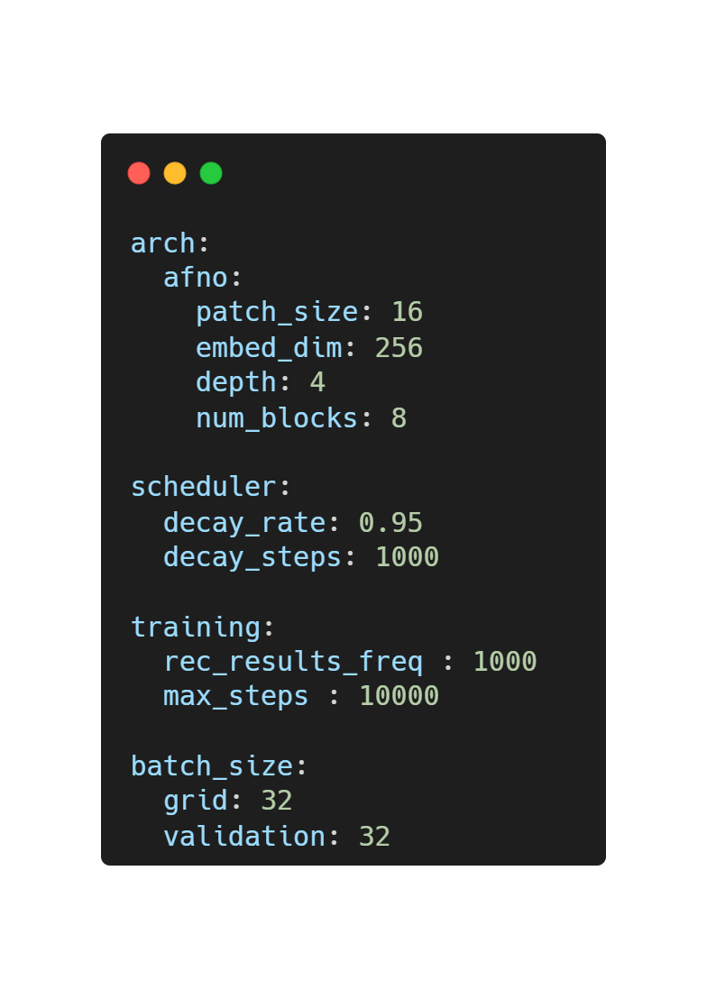 arch:
  afno:
    patch_size: 16
    embed_dim: 256
    depth: 4
    num_blocks: 8

scheduler:
  decay_rate: 0.95
  decay_steps: 1000

training:
  rec_results_freq : 1000
  max_steps : 10000

batch_size:
  grid: 32
  validation: 32